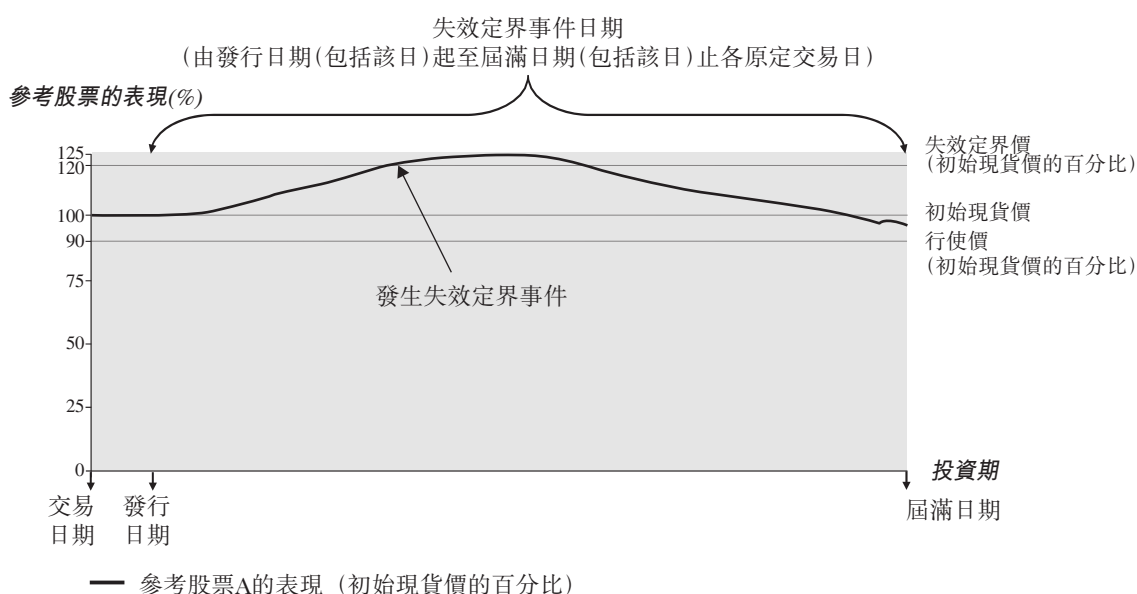 失效定界事件日期
(由發行日期(包括該日)起至屆滿日期(包括該日)止各原定交易日)
參考股票的表現(%)
125
120
100
90
75
50
25
0
失效定界價
(初始現貨價的百分比)
初始現貨價
行使價
(初始現貨價的百分比)
發生失效定界事件
投資期
交易
日期
發行
日期
屆滿日期
參考股票A的表現 (初始現貨價的百分比)